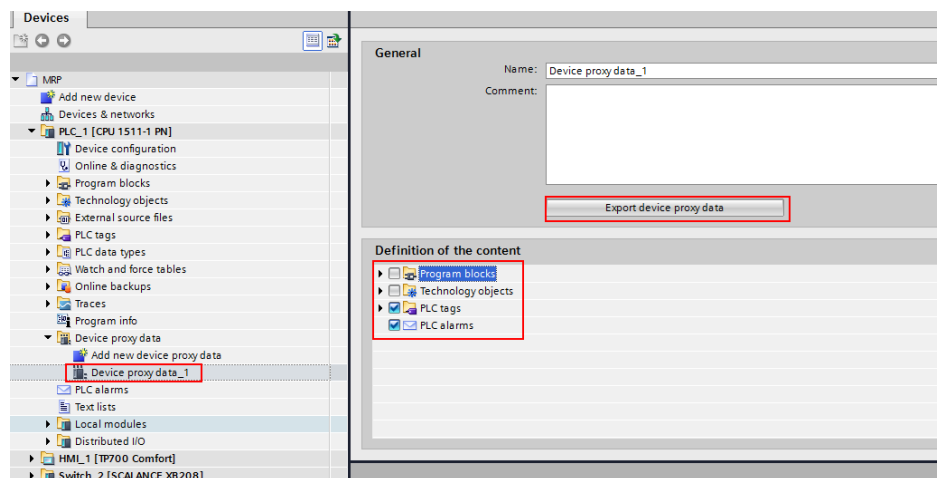 Devices
MRP
Add new device
Devices & networks
PLC_1 [CPU 1511-1 PN]
Device configuration
Online & diagnostics
Program blocks
Technology objects
External source files
PLC tags
PLC data types
Watch and force tables
Online backups
Traces
Program info
Device proxy data
Add new device proxy data
Device proxy data_1
PLC alarms
Text lists
Local modules
Distributed I/O
HMI_1 [TP700 Comfort]
Switch_2 [SCALANCE XB208]
General
Name: Device proxy data_1
Comment:
Export device proxy data
Definition of the content
Program blocks
Technology objects
PLC tags
PLC alarms